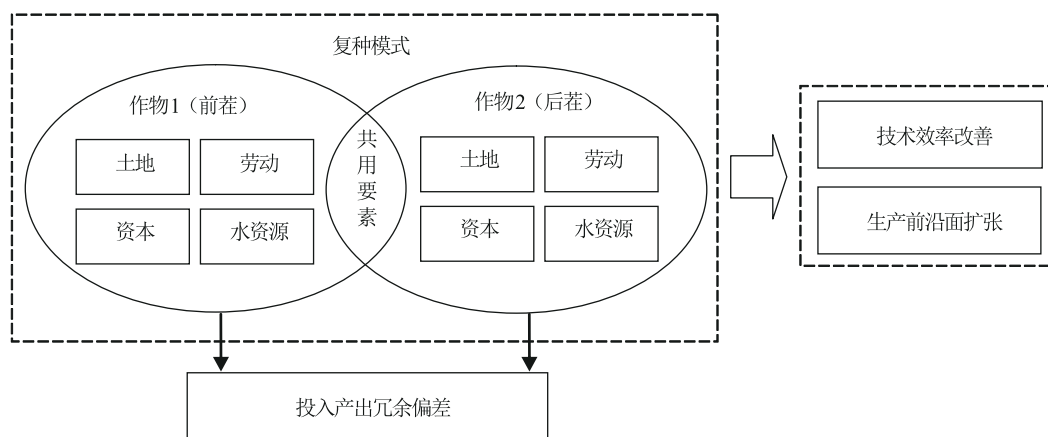 复种模式
作物1（前茬）
作物2（后茬）
共用要素
土地
劳动
资本
水资源
土地
劳动
资本
水资源
技术效率改善
生产前沿面扩张
投入产出冗余偏差